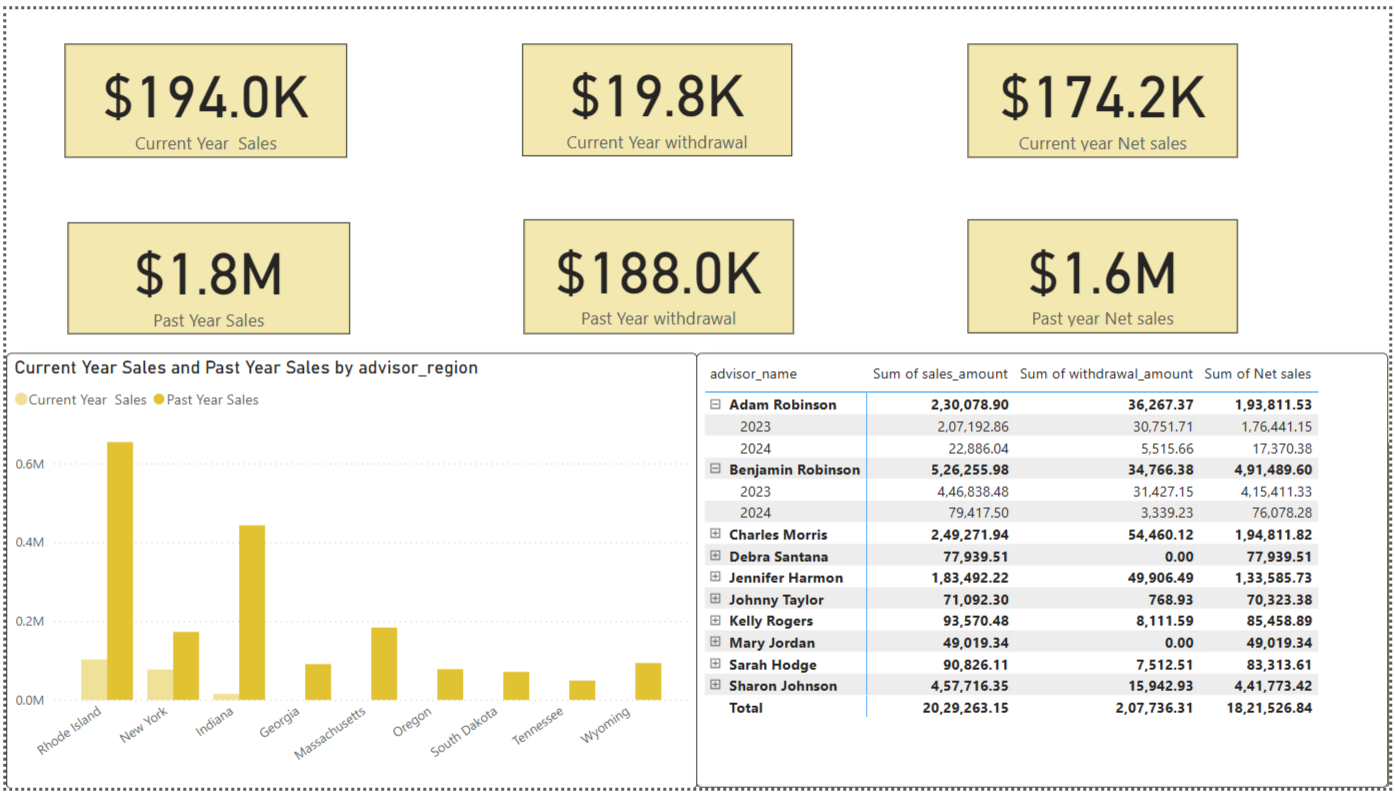 $194.0K
Current Year  Sales
$19.8K
Current Year withdrawal
$174.2K
Current year Net sales
$1.8M
Past Year Sales
$188.0K
Past Year withdrawal
$1.6M
Past year Net sales
Current Year Sales and Past Year Sales by advisor_region
Current Year  Sales Past Year Sales
0.6M
0.4M
0.2M
0.0M
Rhode Island
New York
Indiana
Georgia
Massachusetts
Oregon
South Dakota
Tennessee
Wyoming
advisor_name Sum of sales_amount Sum of withdrawal_amount Sum of Net sales
Adam Robinson 2,30,078.90 36,267.37 1,93,811.53
2023 2,07,192.86 30,751.71 1,76,441.15
2024 22,886.04 5,515.66 17,370.38
Benjamin Robinson 5,26,255.98 34,766.38 4,91,489.60
2023 4,46,838.48 31,427.15 4,15,411.33
2024 79,417.50 3,339.23 76,078.28
Charles Morris 2,49,271.94 54,460.12 1,94,811.82
Debra Santana 77,939.51 0.00 77,939.51
Jennifer Harmon 1,83,492.22 49,906.49 1,33,585.73
Johnny Taylor 71,092.30 768.93 70,323.38
Kelly Rogers 93,570.48 8,111.59 85,458.89
Mary Jordan 49,019.34 0.00 49,019.34
Sarah Hodge 90,826.11 7,512.51 83,313.61
Sharon Johnson 4,57,716.35 15,942.93 4,41,773.42
Total 20,29,263.15 2,07,736.31 18,21,526.84